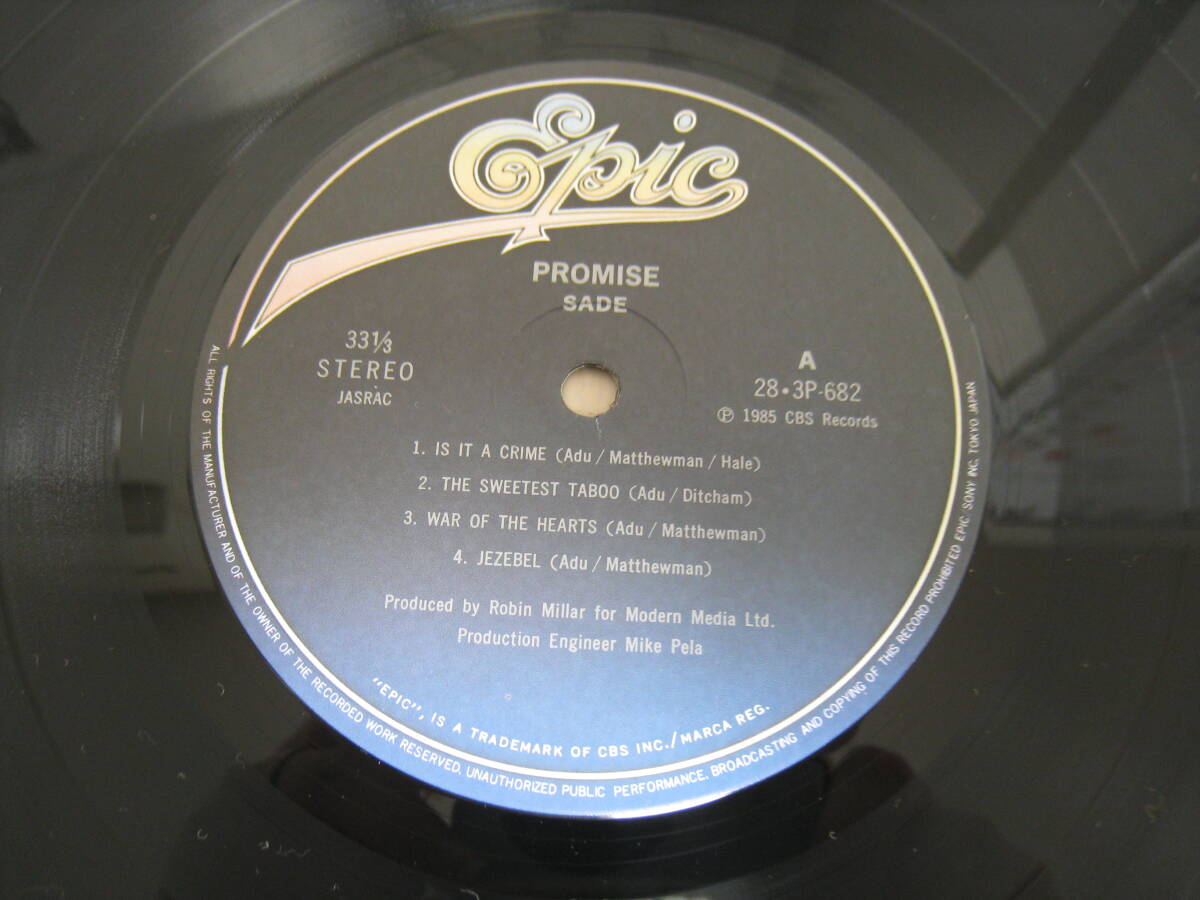 Epic
PROMISE
SADE
33⅓
STEREO
JASRAC
A
28・3P-682
Ⓟ 1985 CBS Records
1. IS IT A CRIME (Adu / Matthewman / Hale)
2. THE SWEETEST TABOO (Adu / Ditcham)
3. WAR OF THE HEARTS (Adu / Matthewman)
4. JEZEBEL (Adu / Matthewman)
Produced by Robin Millar for Modern Media Ltd.
Production Engineer Mike Pela
"EPIC", IS A TRADEMARK OF CBS INC./MARCA REG.
ALL RIGHTS OF THE MANUFACTURER AND OF THE OWNER OF THE RECORDED WORK RESERVED. UNAUTHORIZED PUBLIC PERFORMANCE. BROADCASTING AND COPYING OF THIS RECORD PROHIBITED EPIC SONY INC. TOKYO JAPAN